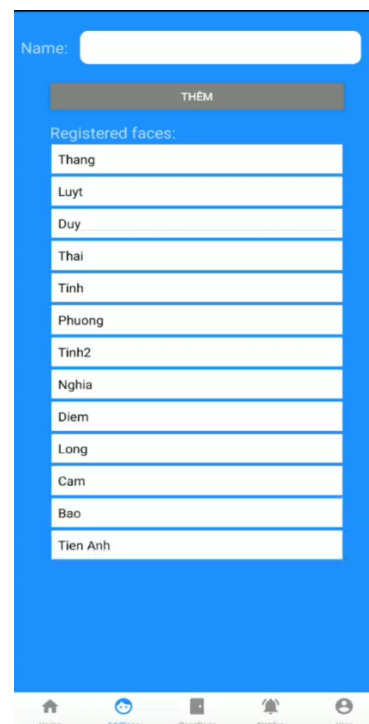 Name:
THÊM
Registered faces:
Thang
Luyt
Duy
Thai
Tinh
Phuong
Tinh2
Nghia
Diem
Long
Cam
Bao
Tien Anh